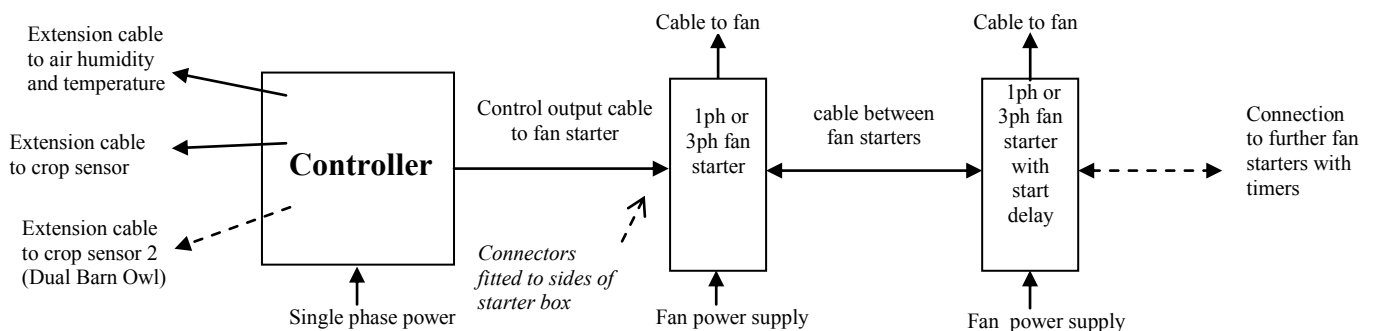 Extension cable
to air humidity
and temperature
Extension cable
to crop sensor
Extension cable
to crop sensor 2
(Dual Barn Owl)
Controller
Single phase power
Control output cable
to fan starter
Connectors
fitted to sides of
starter box
Cable to fan
1ph or
3ph fan
starter
Fan power supply
cable between
fan starters
Cable to fan
1ph or
3ph fan
starter
with
start
delay
Fan power supply
Connection
to further fan
starters with
timers